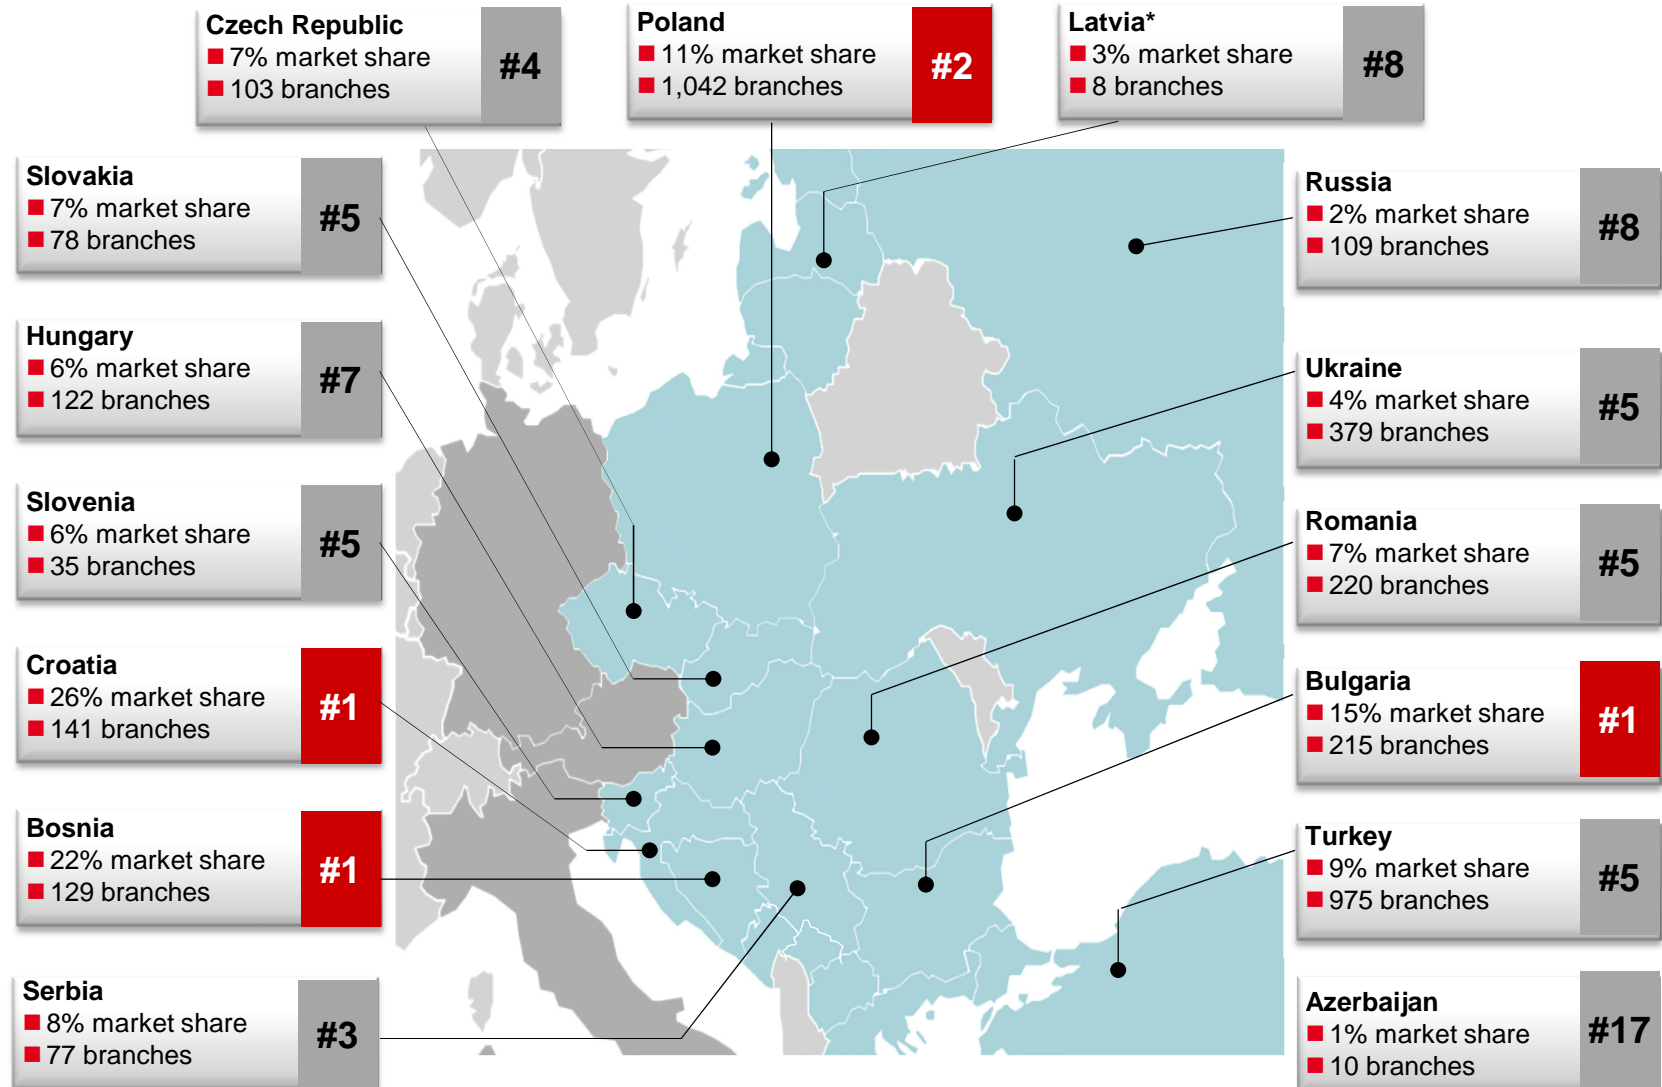 Czech Republic
7% market share
103 branches
#4
Poland
11% market share
1,042 branches
#2
Latvia*
3% market share
8 branches
#8
Slovakia
7% market share
78 branches
#5
Russia
2% market share
109 branches
#8
Hungary
6% market share
122 branches
#7
Ukraine
4% market share
379 branches
#5
Slovenia
6% market share
35 branches
#5
Romania
7% market share
220 branches
#5
Croatia
26% market share
141 branches
#1
Bulgaria
15% market share
215 branches
#1
Bosnia
22% market share
129 branches
#1
Turkey
9% market share
975 branches
#5
Serbia
8% market share
77 branches
#3
Azerbaijan
1% market share
10 branches
#17